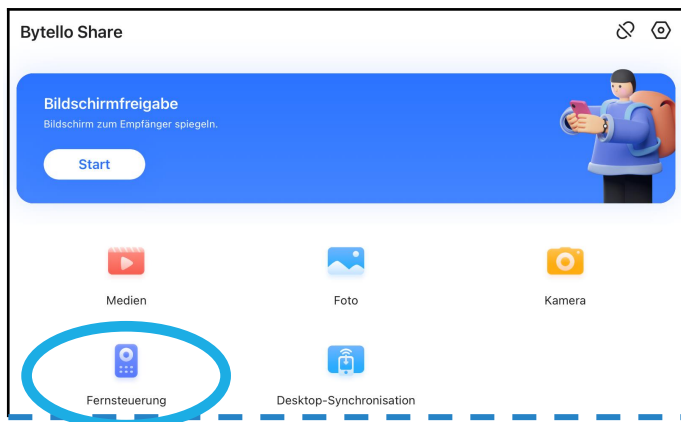 Bytello Share
Bildschirmfreigabe
Bildschirm zum Empfänger spiegeln.
Start
Medien
Foto
Kamera
Fernsteuerung
Desktop-Synchronisation